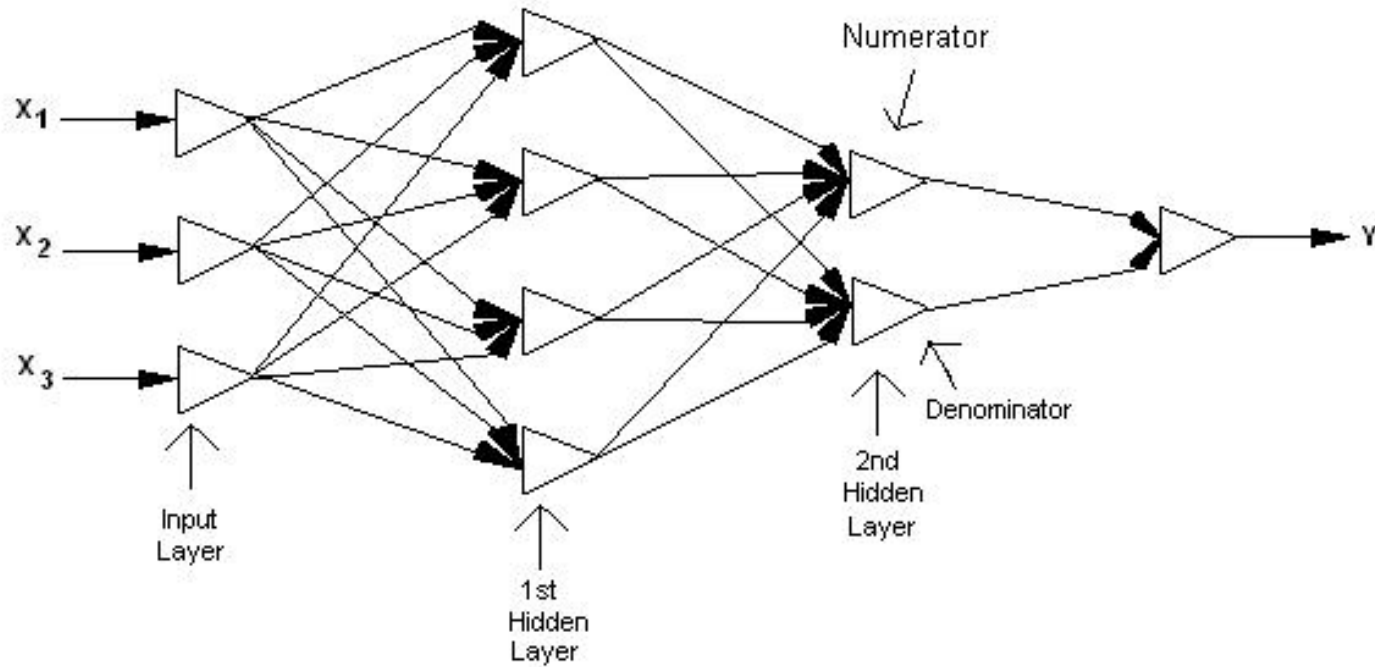 Numerator
X1
X2
Y
X3
Denominator
Input
Layer
2nd
Hidden
Layer
1st
Hidden
Layer